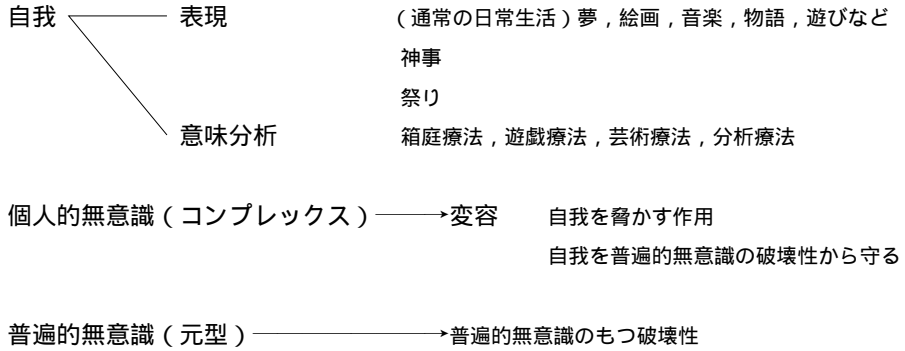 自我 表現 (通常の日常生活)夢,絵画,音楽,物語,遊びなど
神事
祭り
意味分析 箱庭療法,遊戯療法,芸術療法,分析療法
個人的無意識(コンプレックス) 変容 自我を脅かす作用
自我を普遍的無意識の破壊性から守る
普遍的無意識(元型) 普遍的無意識のもつ破壊性